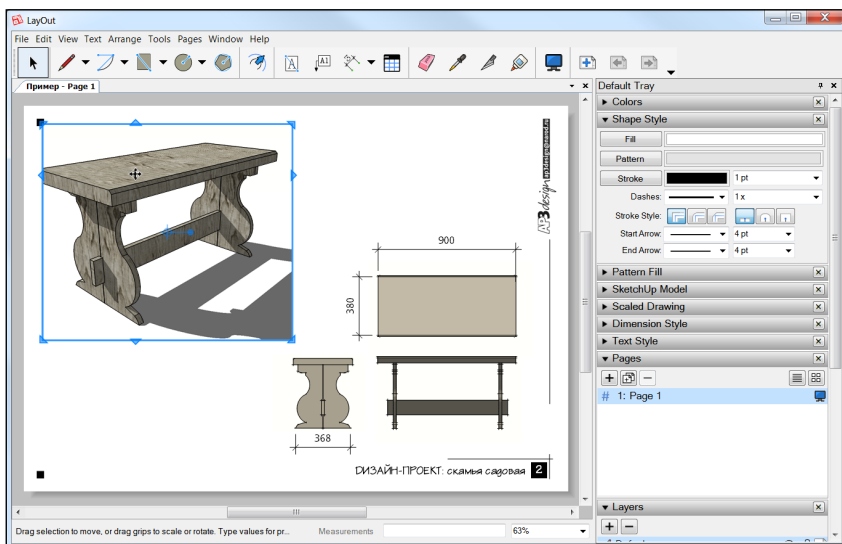 LayOut
File Edit View Text Arrange Tools Pages Window Help
A A1
Пример - Page 1
Default Tray
Colors
Shape Style
Fill
Pattern
Stroke 1 pt
Dashes: 1 x
Stroke Style:
Start Arrow: 4 pt
End Arrow: 4 pt
Pattern Fill
SketchUp Model
Scaled Drawing
Dimension Style
Text Style
Pages
# 1: Page 1
Layers
AP3design
900
380
368
ДИЗАЙН-ПРОЕКТ: скамья садовая 2
Drag selection to move, or drag grips to scale or rotate. Type values for pr... Measurements 63%